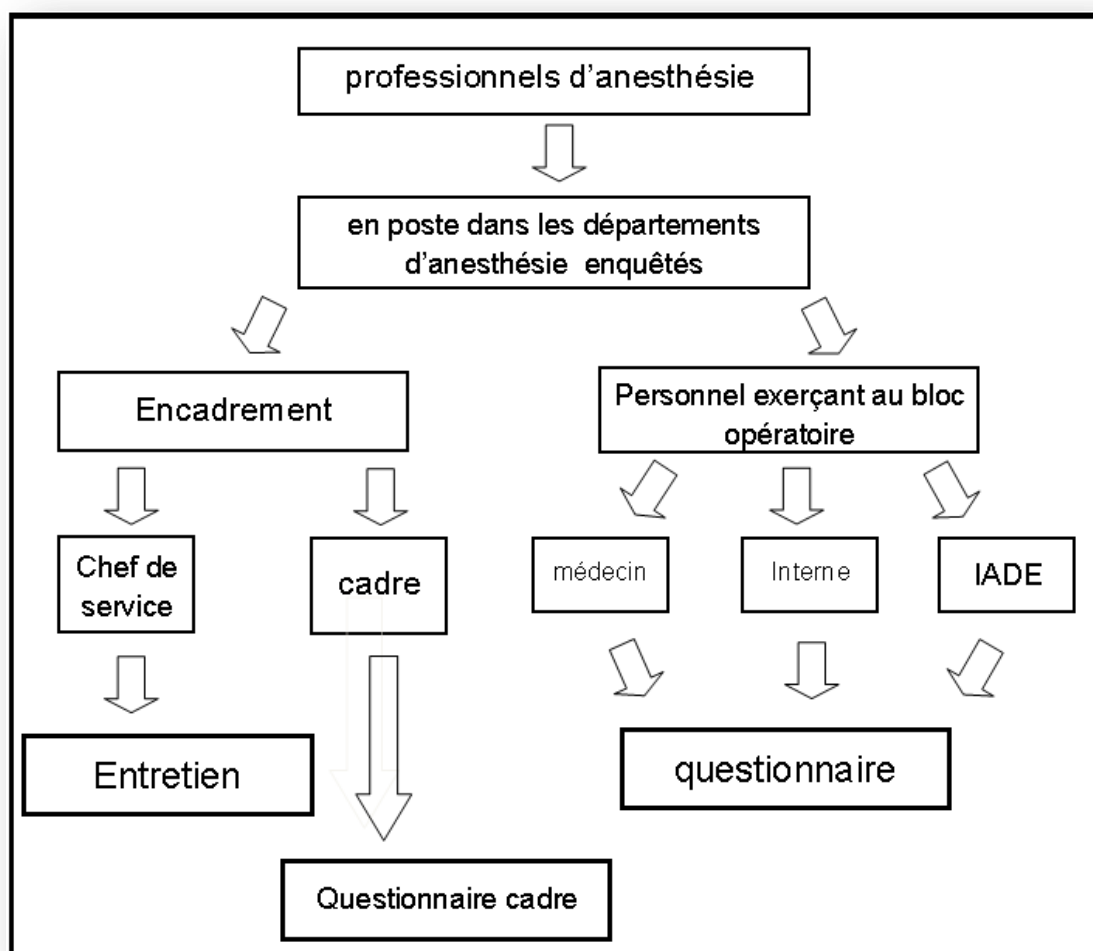 professionnels d'anesthésie
en poste dans les départements
d'anesthésie enquêtés
Encadrement
Personnel exerçant au bloc
opératoire
Chef de
service
cadre
médecin
Interne
IADE
Entretien
questionnaire
Questionnaire cadre